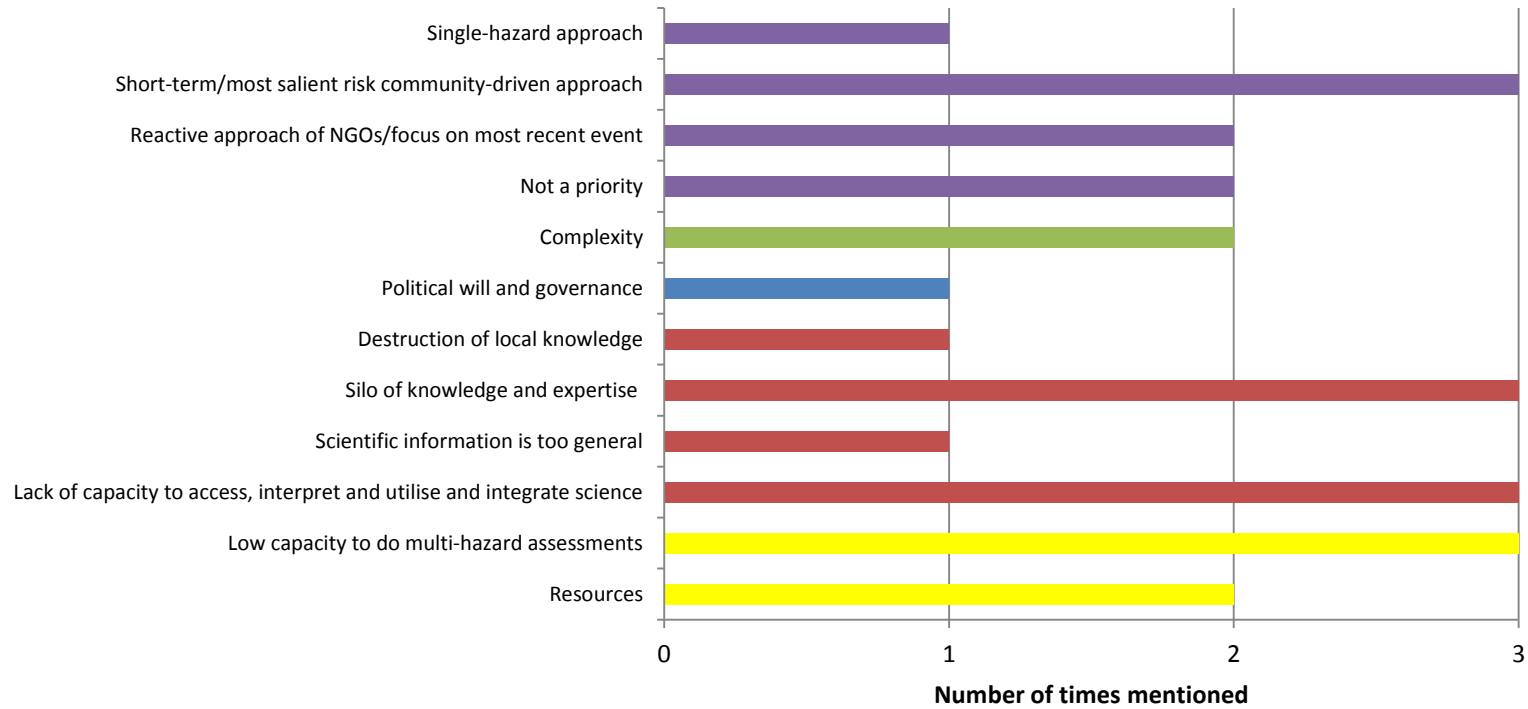 Single-hazard approach
Short-term/most salient risk community-driven approach
Reactive approach of NGOs/focus on most recent event
Not a priority
Complexity
Political will and governance
Destruction of local knowledge
Silo of knowledge and expertise
Scientific information is too general
Lack of capacity to access, interpret and utilise and integrate science
Low capacity to do multi-hazard assessments
Resources
0 1 2 3
Number of times mentioned